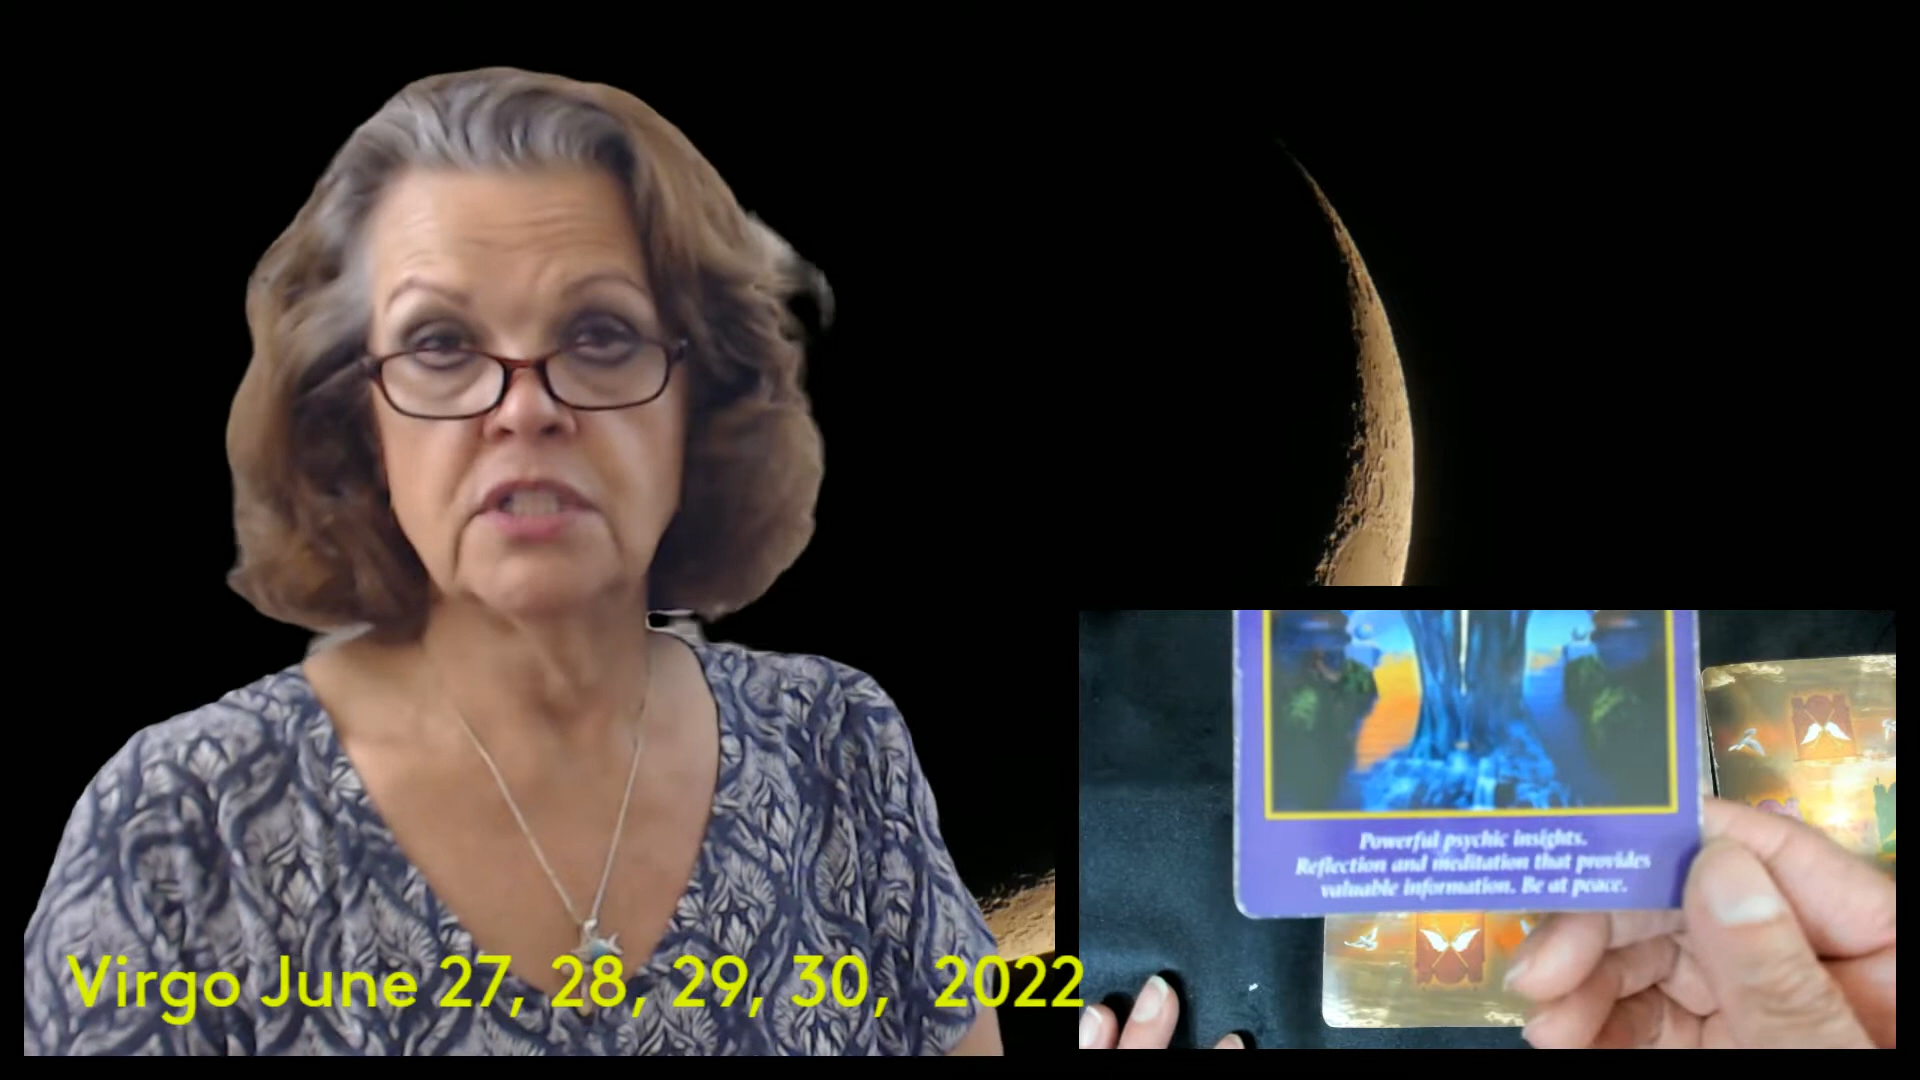 Virgo June 27, 28, 29, 30, 2022
Powerful psychic insights.
Reflection and meditation that provides
valuable information. Be at peace.